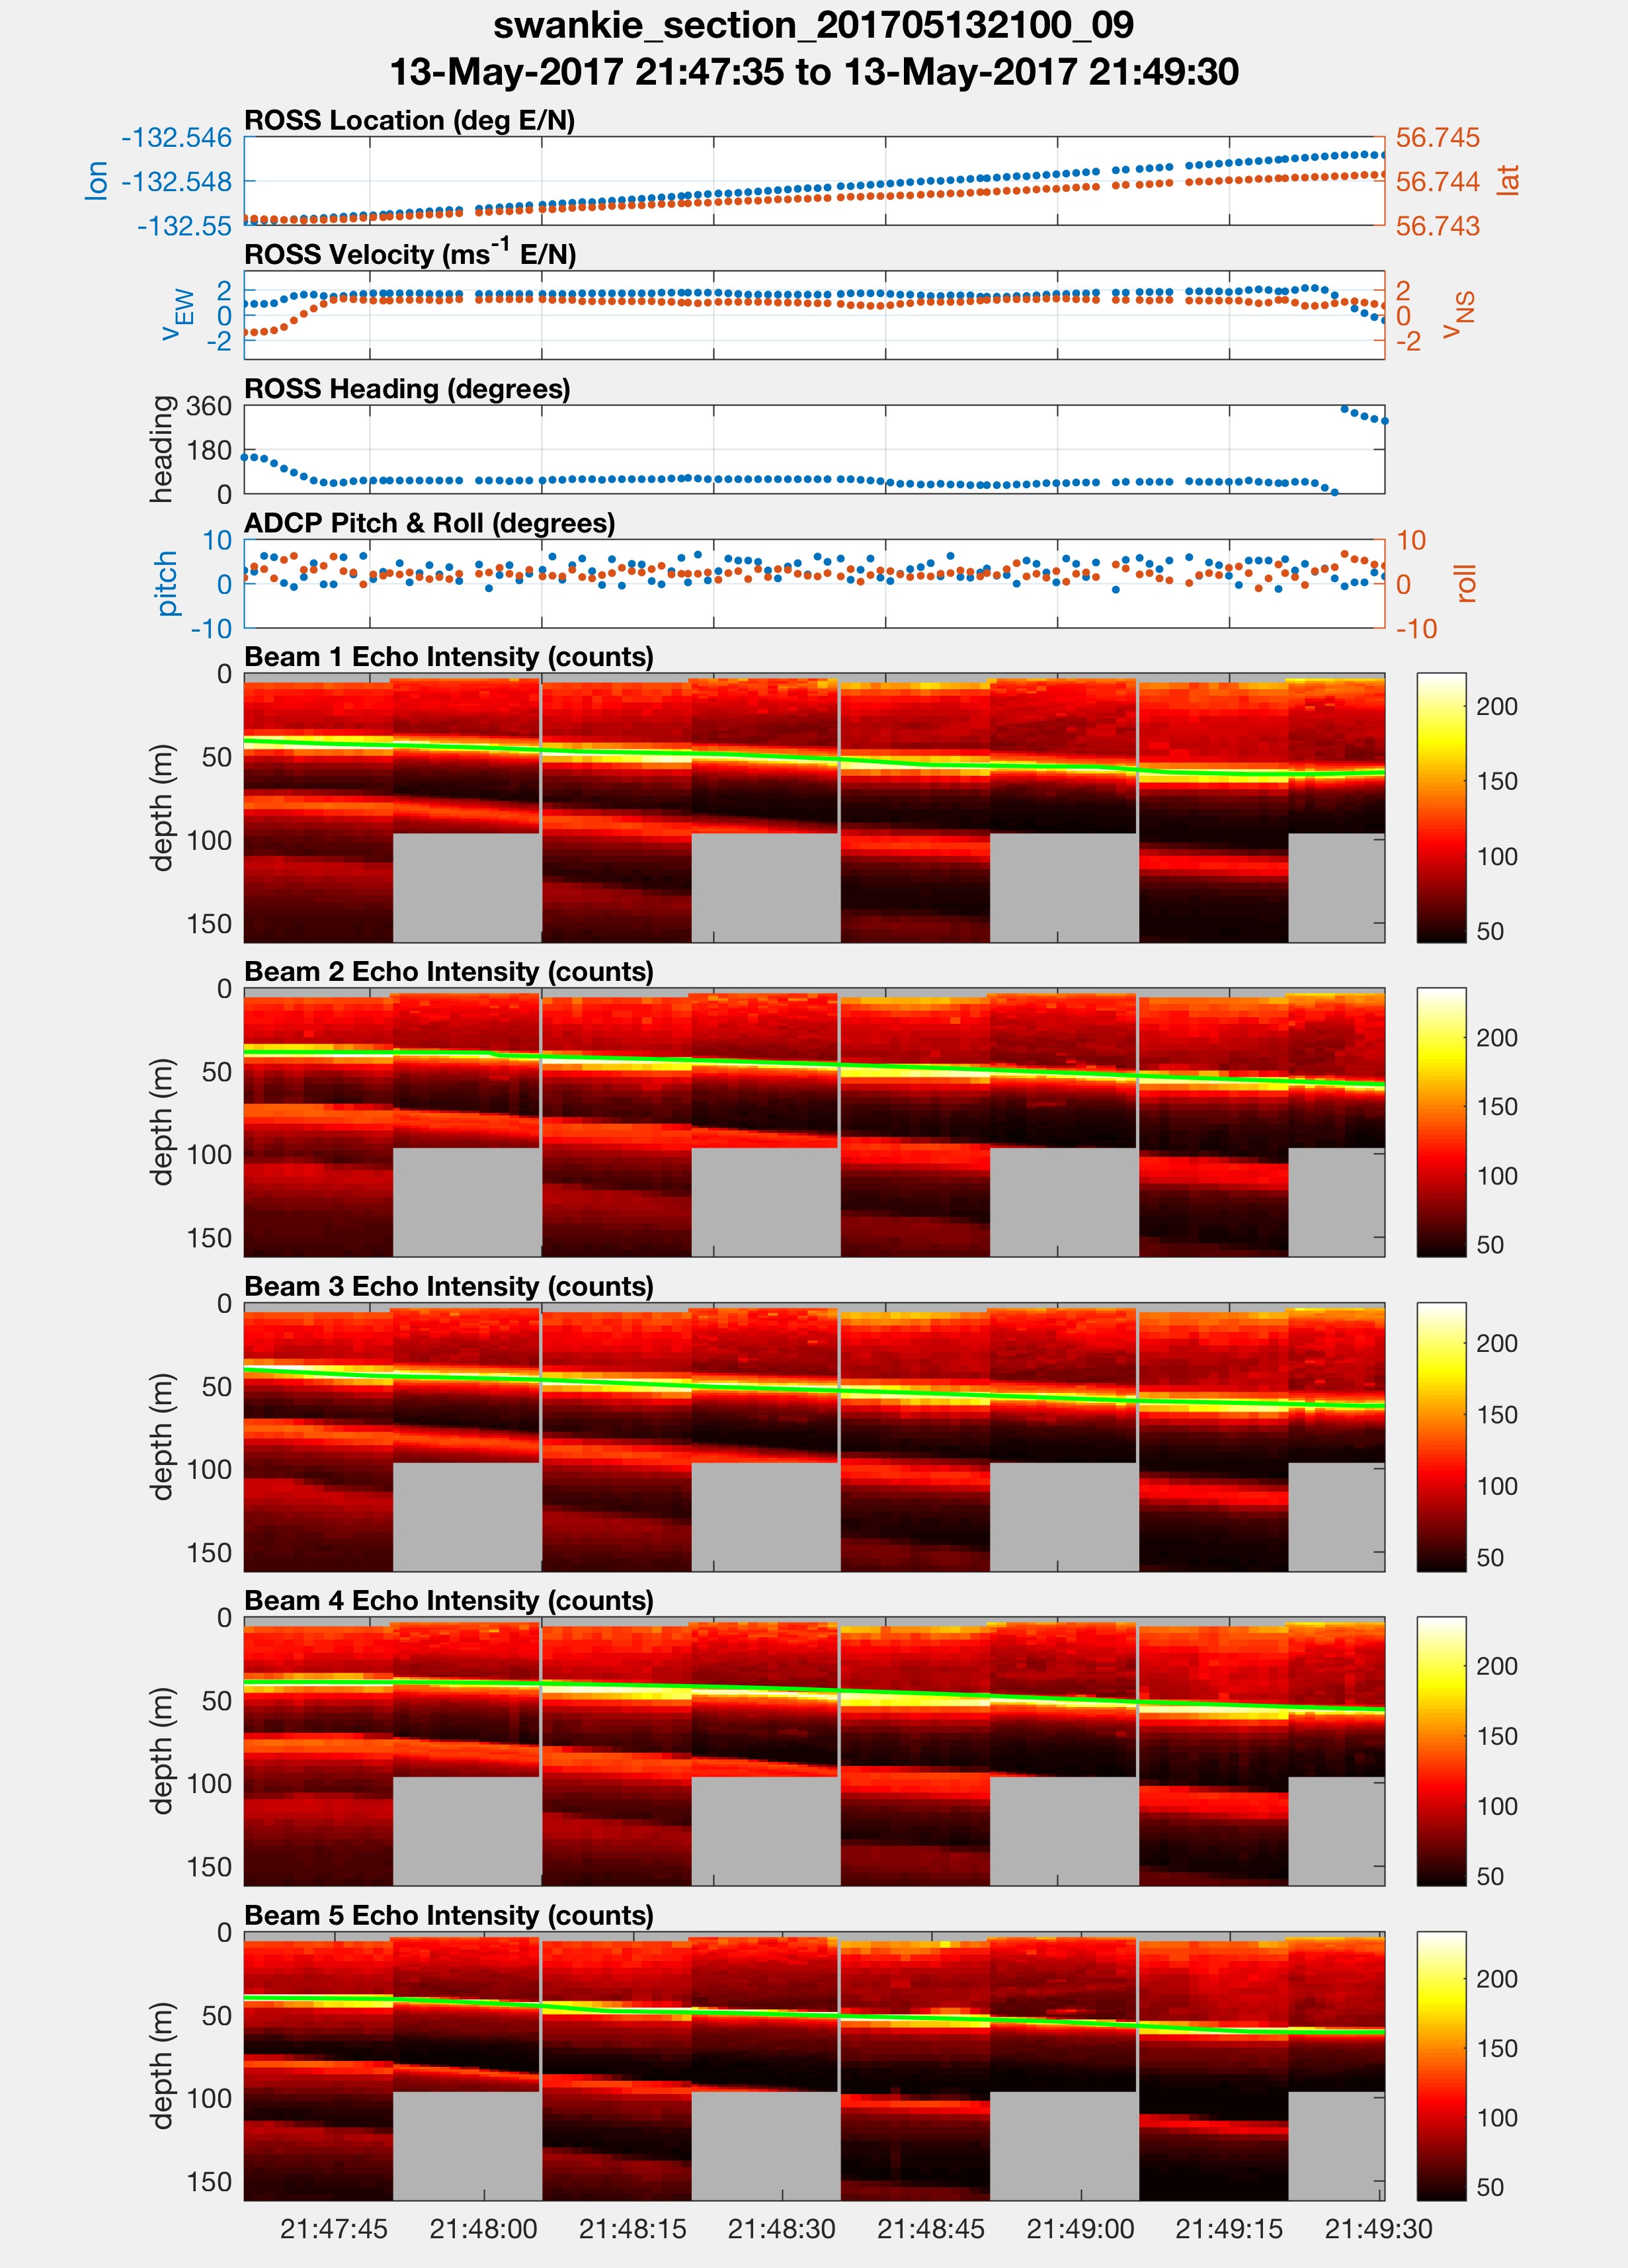 swankie_section_201705132100_09
13-May-2017 21:47:35 to 13-May-2017 21:49:30
ROSS Location (deg E/N)
-132.546
-132.548
-132.55
lon
56.745
56.744
56.743
lat
ROSS Velocity (ms-1 E/N)
2
0
-2
vEW
2
0
-2
vNS
ROSS Heading (degrees)
360
180
0
heading
ADCP Pitch & Roll (degrees)
10
0
-10
pitch
10
0
-10
roll
Beam 1 Echo Intensity (counts)
0
50
100
150
depth (m)
200
150
100
50
Beam 2 Echo Intensity (counts)
0
50
100
150
depth (m)
200
150
100
50
Beam 3 Echo Intensity (counts)
0
50
100
150
depth (m)
200
150
100
50
Beam 4 Echo Intensity (counts)
0
50
100
150
depth (m)
200
150
100
50
Beam 5 Echo Intensity (counts)
0
50
100
150
depth (m)
200
150
100
50
21:47:45 21:48:00 21:48:15 21:48:30 21:48:45 21:49:00 21:49:15 21:49:30